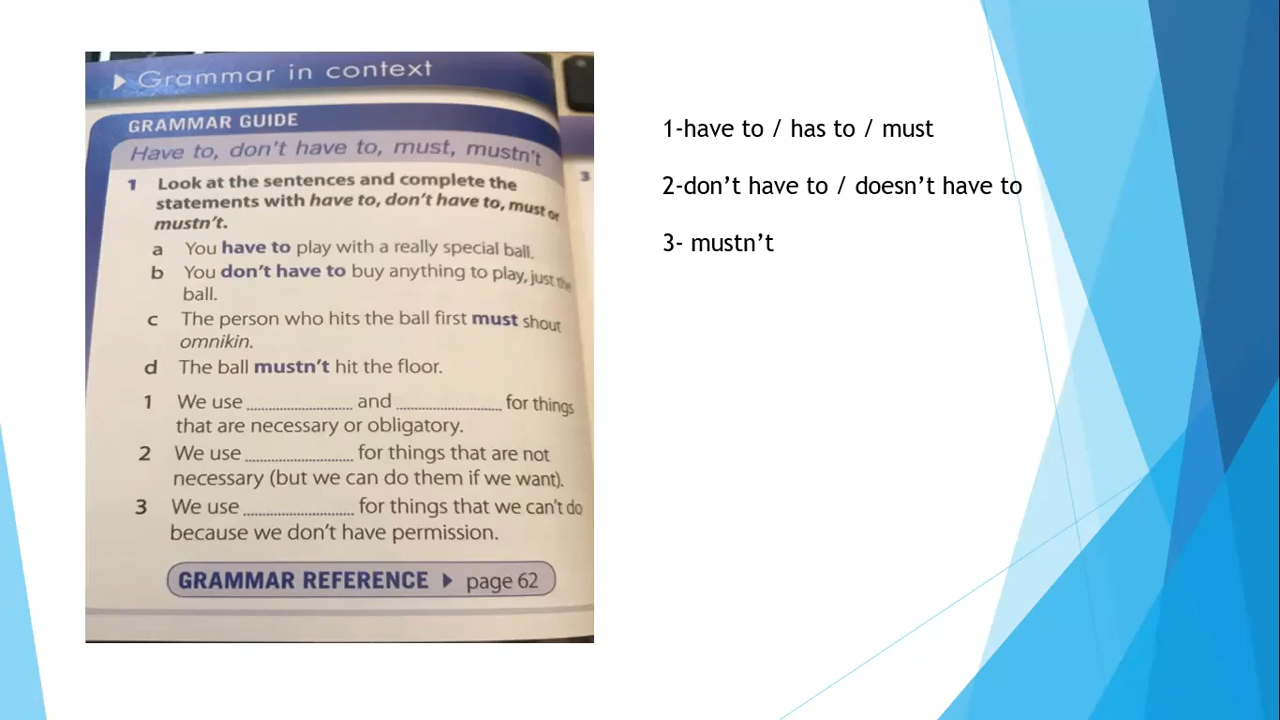 Grammar in context
GRAMMAR GUIDE
Have to, don't have to, must, mustn't
1 Look at the sentences and complete the
statements with have to, don't have to, must or
mustn't.
a You have to play with a really special ball.
b You don't have to buy anything to play, just the
ball.
c The person who hits the ball first must shout
omnikin.
d The ball mustn't hit the floor.
1 We use ........................ and ........................ for things
that are necessary or obligatory.
2 We use ........................ for things that are not
necessary (but we can do them if we want).
3 We use ........................ for things that we can't do
because we don't have permission.
GRAMMAR REFERENCE ▶ page 62
3
1-have to / has to / must
2-don’t have to / doesn’t have to
3- mustn’t